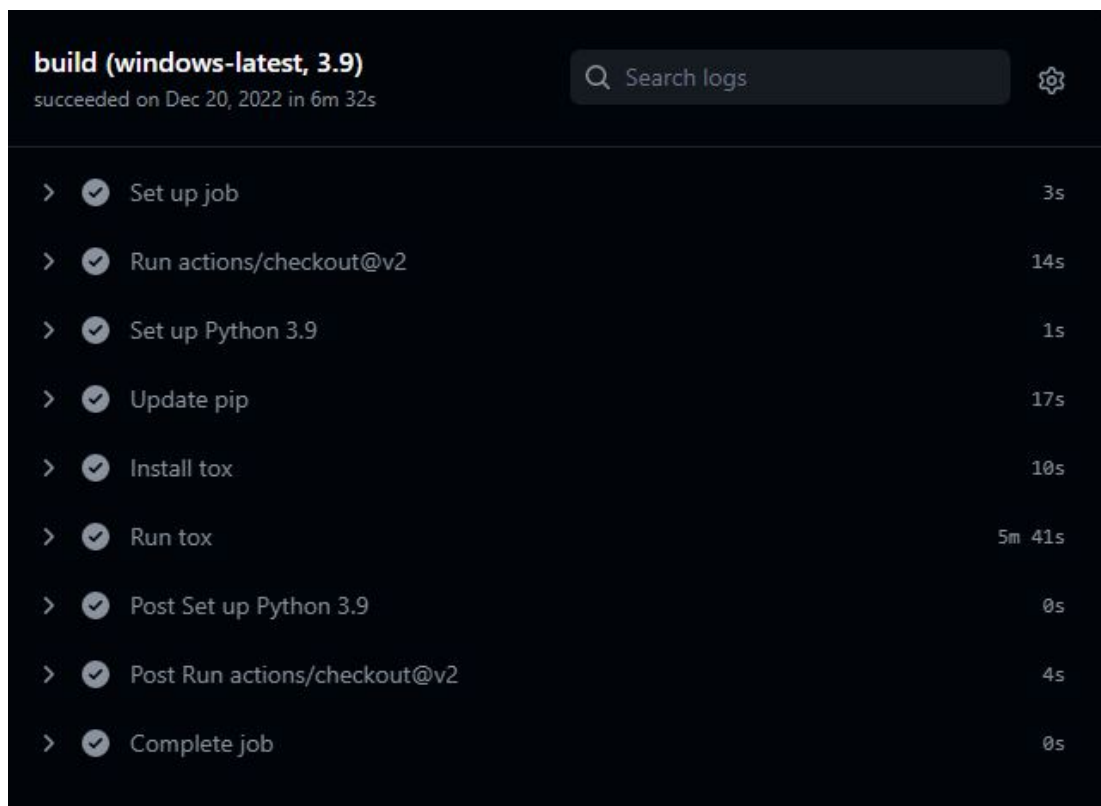 build (windows-latest, 3.9)
succeeded on Dec 20, 2022 in 6m 32s
Search logs
Set up job 3s
Run actions/checkout@v2 14s
Set up Python 3.9 1s
Update pip 17s
Install tox 10s
Run tox 5m 41s
Post Set up Python 3.9 0s
Post Run actions/checkout@v2 4s
Complete job 0s